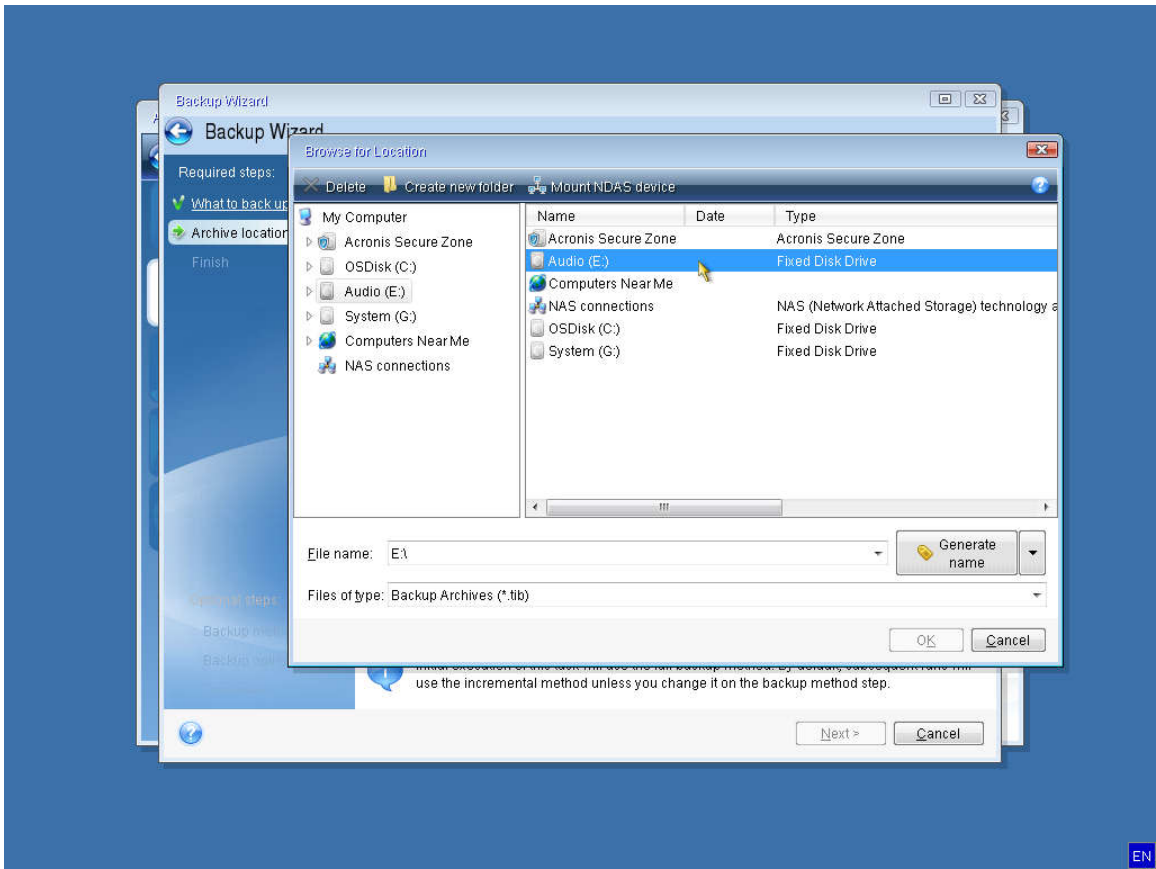 Backup Wizard
Backup Wizard
Browse for Location
Required steps:
Delete Create new folder Mount NDAS device
What to back up
Archive location
Finish
My Computer
Acronis Secure Zone
OSDisk (C:)
Audio (E:)
System (G:)
Computers Near Me
NAS connections
Name Date Type
Acronis Secure Zone Acronis Secure Zone
Audio (E:) Fixed Disk Drive
Computers Near Me
NAS connections NAS (Network Attached Storage) technology a
OSDisk (C:) Fixed Disk Drive
System (G:) Fixed Disk Drive
File name: E:\
Generate name
Files of type: Backup Archives (*.tib)
Optional steps:
Backup
Backup
OK Cancel
use the incremental method unless you change it on the backup method step.
Next > Cancel
EN